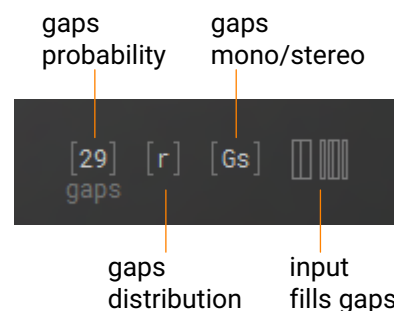 gaps
probability
gaps
mono/stereo
[29] [r] [Gs]
gaps
gaps
distribution
input
fills gaps